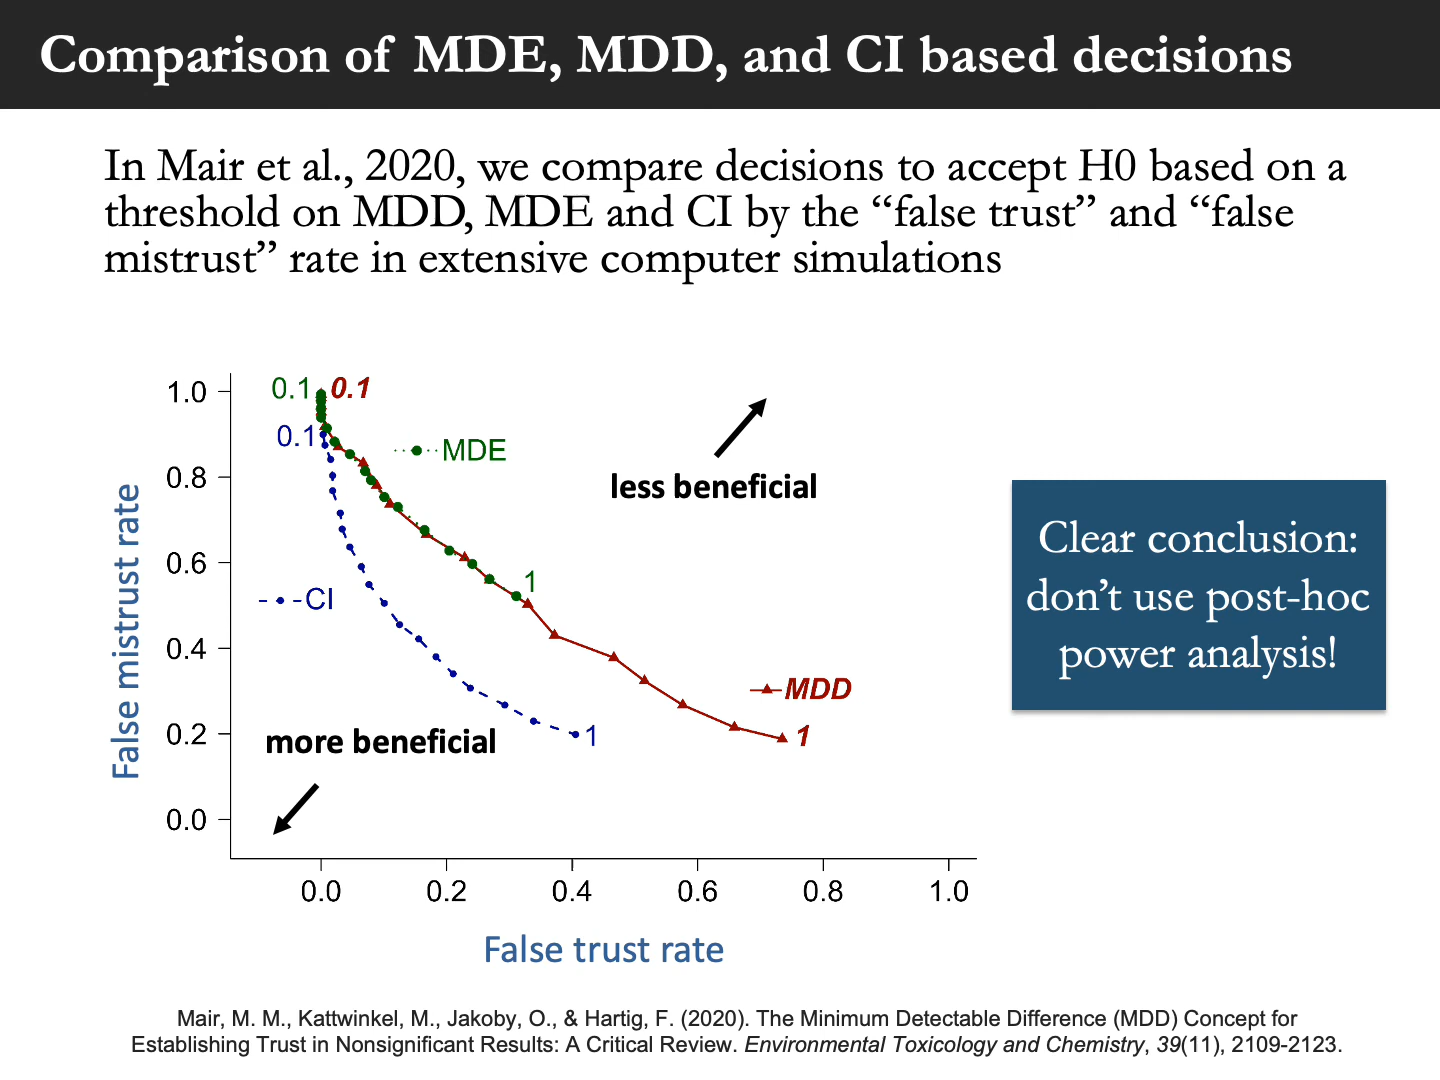 Comparison of MDE, MDD, and CI based decisions
In Mair et al., 2020, we compare decisions to accept H0 based on a
threshold on MDD, MDE and CI by the “false trust” and “false
mistrust” rate in extensive computer simulations
False mistrust rate
1.0
0.8
0.6
0.4
0.2
0.0
0.1
0.1
0.1
MDE
less beneficial
1
CI
MDD
1
1
more beneficial
0.0 0.2 0.4 0.6 0.8 1.0
False trust rate
Clear conclusion:
don’t use post-hoc
power analysis!
Mair, M. M., Kattwinkel, M., Jakoby, O., & Hartig, F. (2020). The Minimum Detectable Difference (MDD) Concept for
Establishing Trust in Nonsignificant Results: A Critical Review. Environmental Toxicology and Chemistry, 39(11), 2109-2123.